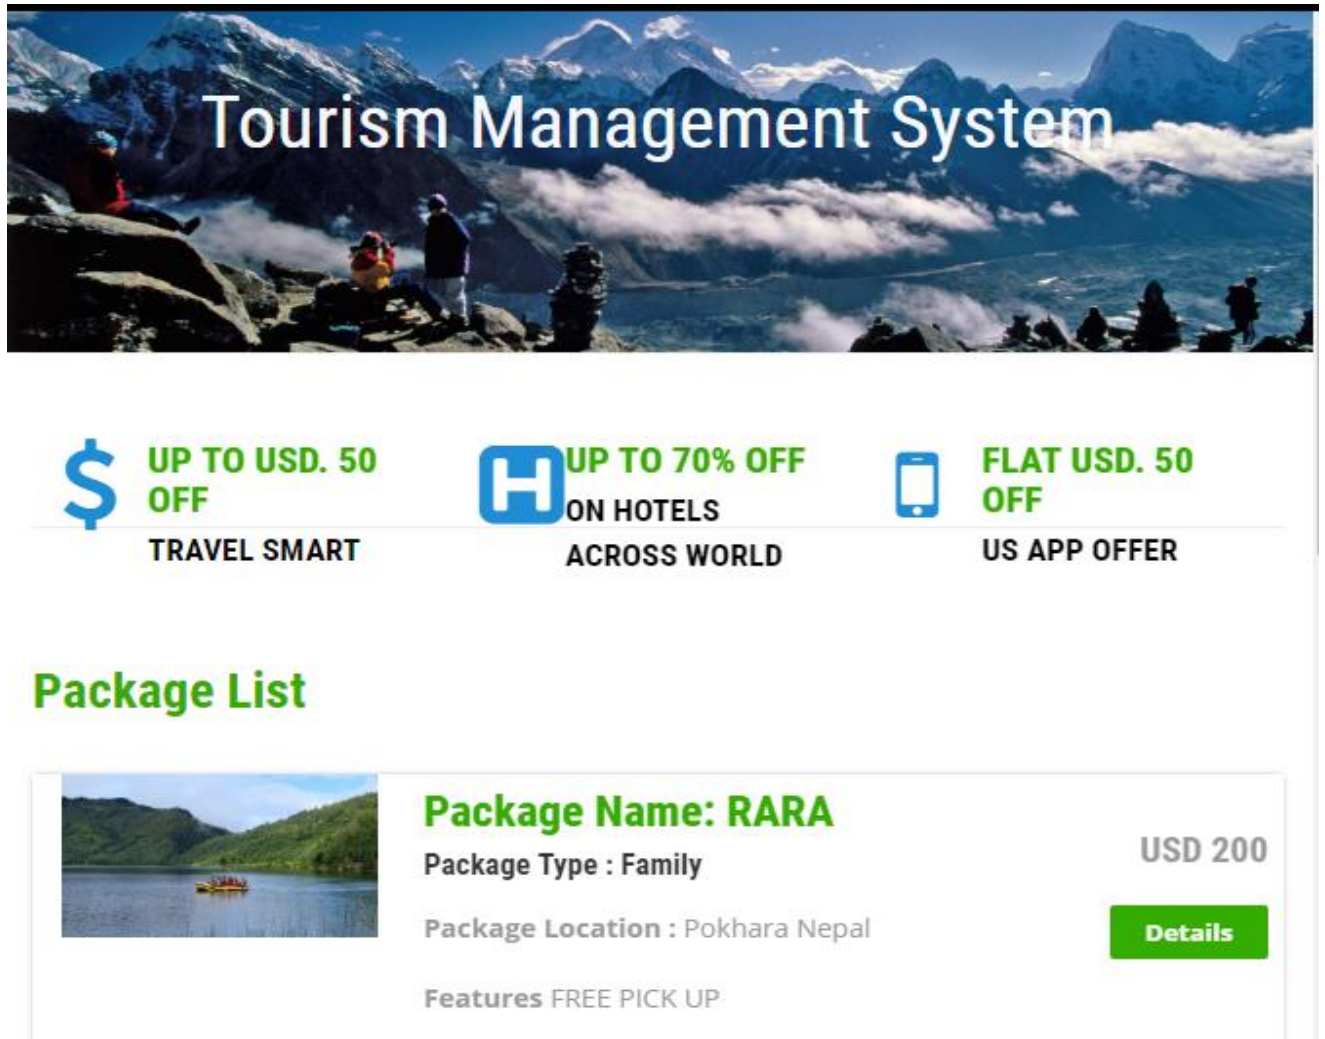 Tourism Management System
UP TO USD. 50
OFF
TRAVEL SMART
H
UP TO 70% OFF
ON HOTELS
ACROSS WORLD
FLAT USD. 50
OFF
US APP OFFER
Package List
Package Name: RARA
Package Type : Family
USD 200
Package Location : Pokhara Nepal
Details
Features FREE PICK UP